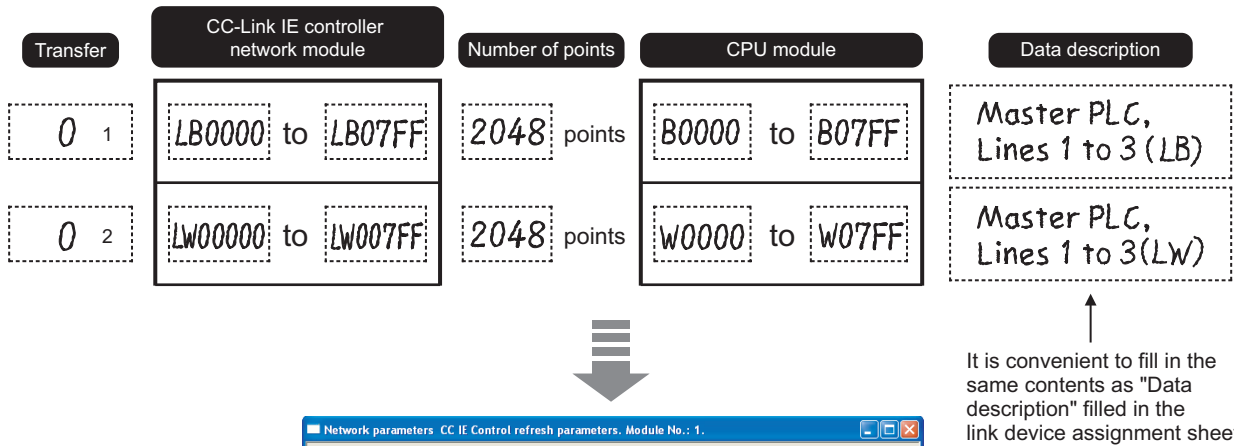 Transfer
CC-Link IE controller
network module
Number of points
CPU module
Data description
0 1
LB0000 to LB07FF
2048 points
B0000 to B07FF
Master PLC,
Lines 1 to 3 (LB)
0 2
LW00000 to LW007FF
2048 points
W0000 to W07FF
Master PLC,
Lines 1 to 3(LW)
It is convenient to fill in the
same contents as "Data
description" filled in the
link device assignment sheet
Network parameters CC IE Control refresh parameters. Module No.: 1.